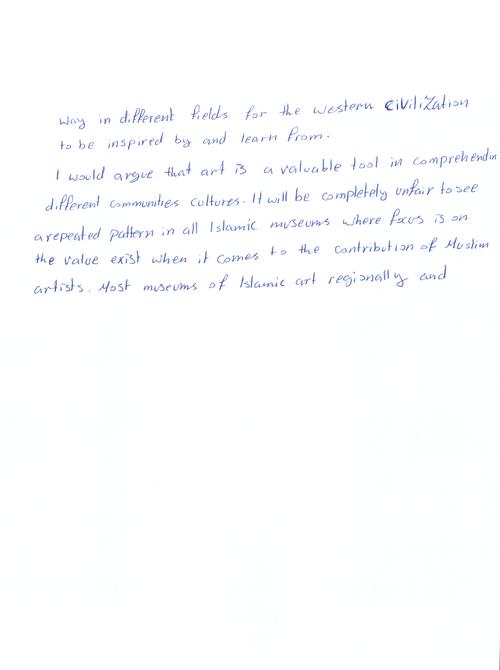 way in different fields for the western civilization
to be inspired by and learn from.
I would argue that art is a valuable tool in comprehendin
different communities cultures. It will be completely unfair to see
a repeated pattern in all Islamic museums where focus is on
the value exist when it comes to the contribution of Muslim
artists. Most museums of Islamic art regionally and